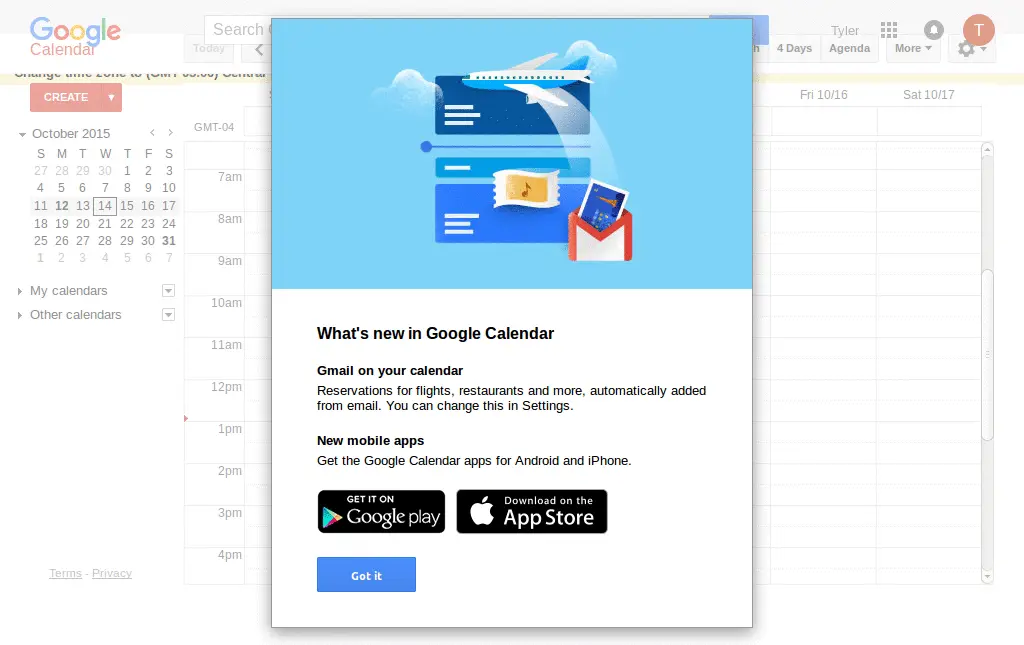 Google
Calendar
Search
Tyler
T
Today
4 Days
Agenda
More
Change time zone to
CREATE
Fri 10/16
Sat 10/17
GMT-04
October 2015
S M T W T F S
27 28 29 30 1 2 3
4 5 6 7 8 9 10
11 12 13 14 15 16 17
18 19 20 21 22 23 24
25 26 27 28 29 30 31
1 2 3 4 5 6 7
My calendars
Other calendars
7am
8am
9am
10am
11am
12pm
1pm
2pm
3pm
4pm
Terms - Privacy
What's new in Google Calendar
Gmail on your calendar
Reservations for flights, restaurants and more, automatically added
from email. You can change this in Settings.
New mobile apps
Get the Google Calendar apps for Android and iPhone.
GET IT ON
Google play
Download on the
App Store
Got it